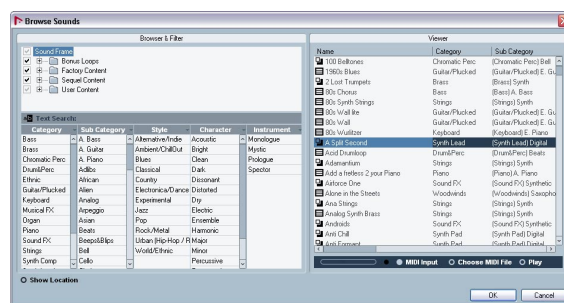 Browse Sounds
Browser & Filter
Sound Frame
Bonus Loops
Factory Content
Sequel Content
User Content
Text Search:
Category Sub Category Style Character Instrument
Bass A. Bass Alternative/Indie Acoustic Monologue
Brass A. Guitar Ambient/ChillOut Bright Mystic
Chromatic Perc A. Piano Blues Clean Prologue
Drum&Perc Adlibs Classical Dark Spector
Ethnic African Country Dissonant
Guitar/Plucked Alien Electronica/Dance Distorted
Keyboard Analog Experimental Dry
Musical FX Arpeggio Jazz Electric
Organ Asian Pop Ensemble
Piano Beats Rock/Metal Harmonic
Sound FX Beeps&Blips Urban (Hip-Hop / R Major
Strings Bell World/Ethnic Minor
Synth Comp Cello Percussive
Show Location
Viewer
Name Category Sub Category
100 Belltones Chromatic Perc (Chromatic Perc) Bell
1960s Blues Guitar/Plucked (Guitar/Plucked) E. Gu
2 Lost Trumpets Brass (Brass) Synth
80s Chorus Bass (Bass) A. Bass
80s Synth Strings Strings (Strings) Synth
80s Wall lite Guitar/Plucked (Guitar/Plucked) E. Gu
80s Wall Guitar/Plucked (Guitar/Plucked) E. Gu
80s Wurlitzer Keyboard (Keyboard) E. Piano
A Split Second Synth Lead (Synth Lead) Digital
Acid Drumloop Drum&Perc (Drum&Perc) Beats
Adamantium Strings (Strings) Synth
Add a fretless 2 your Piano Piano (Piano) A. Piano
Airforce One Sound FX (Sound FX) Synthetic
Alone in the Streets Woodwinds (Woodwinds) Saxopho
Ana Strings Strings (Strings) Synth
Analog Synth Brass Strings (Strings) Synth
Androids Sound FX (Sound FX) Synthetic
Anti Chill Synth Pad (Synth Pad) Digital
Anti Formant Synth Pad (Synth Pad) Digital
MIDI Input Choose MIDI File Play
OK Cancel